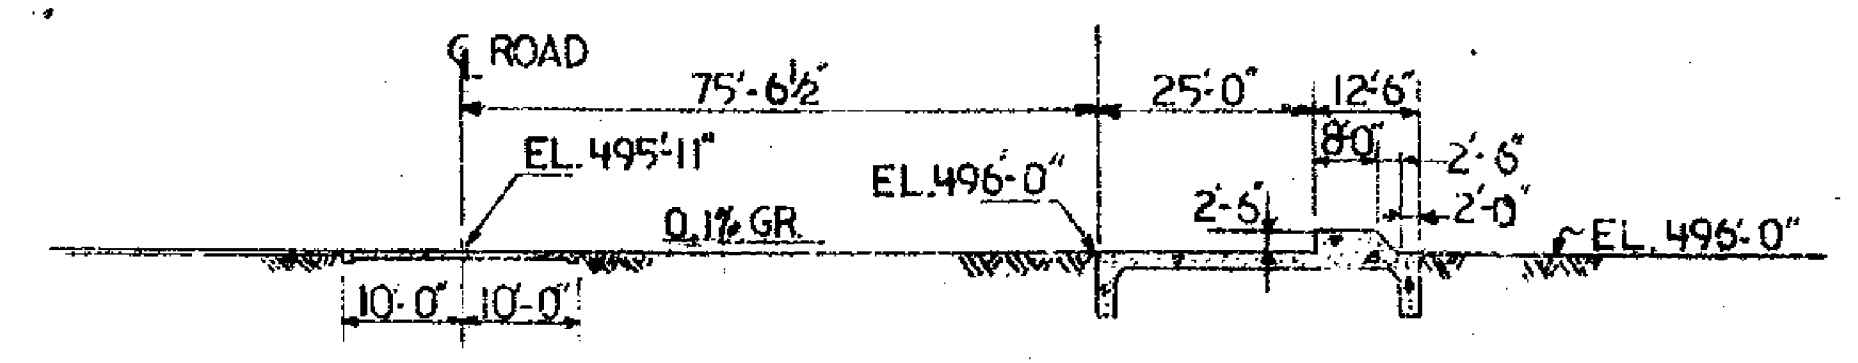 ℄ ROAD
75'-6½"
25'-0"
12'-6"
8'-0"
2'-6"
EL. 495'-11"
EL. 496'-0"
2'-6"
2'-0"
0.1% GR.
EL. 496'-0"
10'-0"
10'-0"